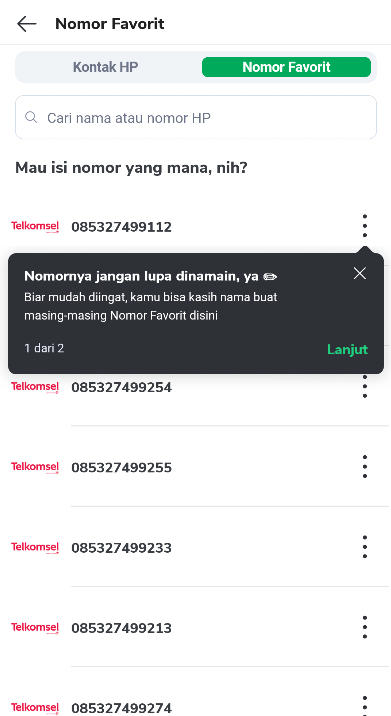 Nomor Favorit
Kontak HP
Nomor Favorit
Cari nama atau nomor HP
Mau isi nomor yang mana, nih?
Telkomsel 085327499112
Nomornya jangan lupa dinamain, ya ✏️
Biar mudah diingat, kamu bisa kasih nama buat
masing-masing Nomor Favorit disini
1 dari 2
Lanjut
Telkomsel 085327499254
Telkomsel 085327499255
Telkomsel 085327499233
Telkomsel 085327499213
Telkomsel 085327499274